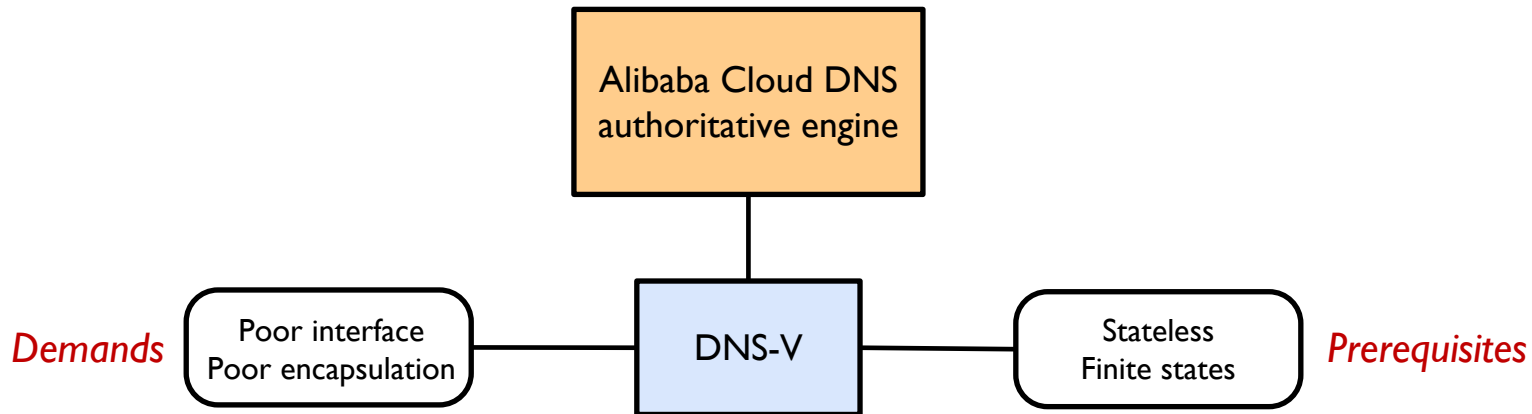 Alibaba Cloud DNS
authoritative engine
Demands
Poor interface
Poor encapsulation
DNS-V
Stateless
Finite states
Prerequisites